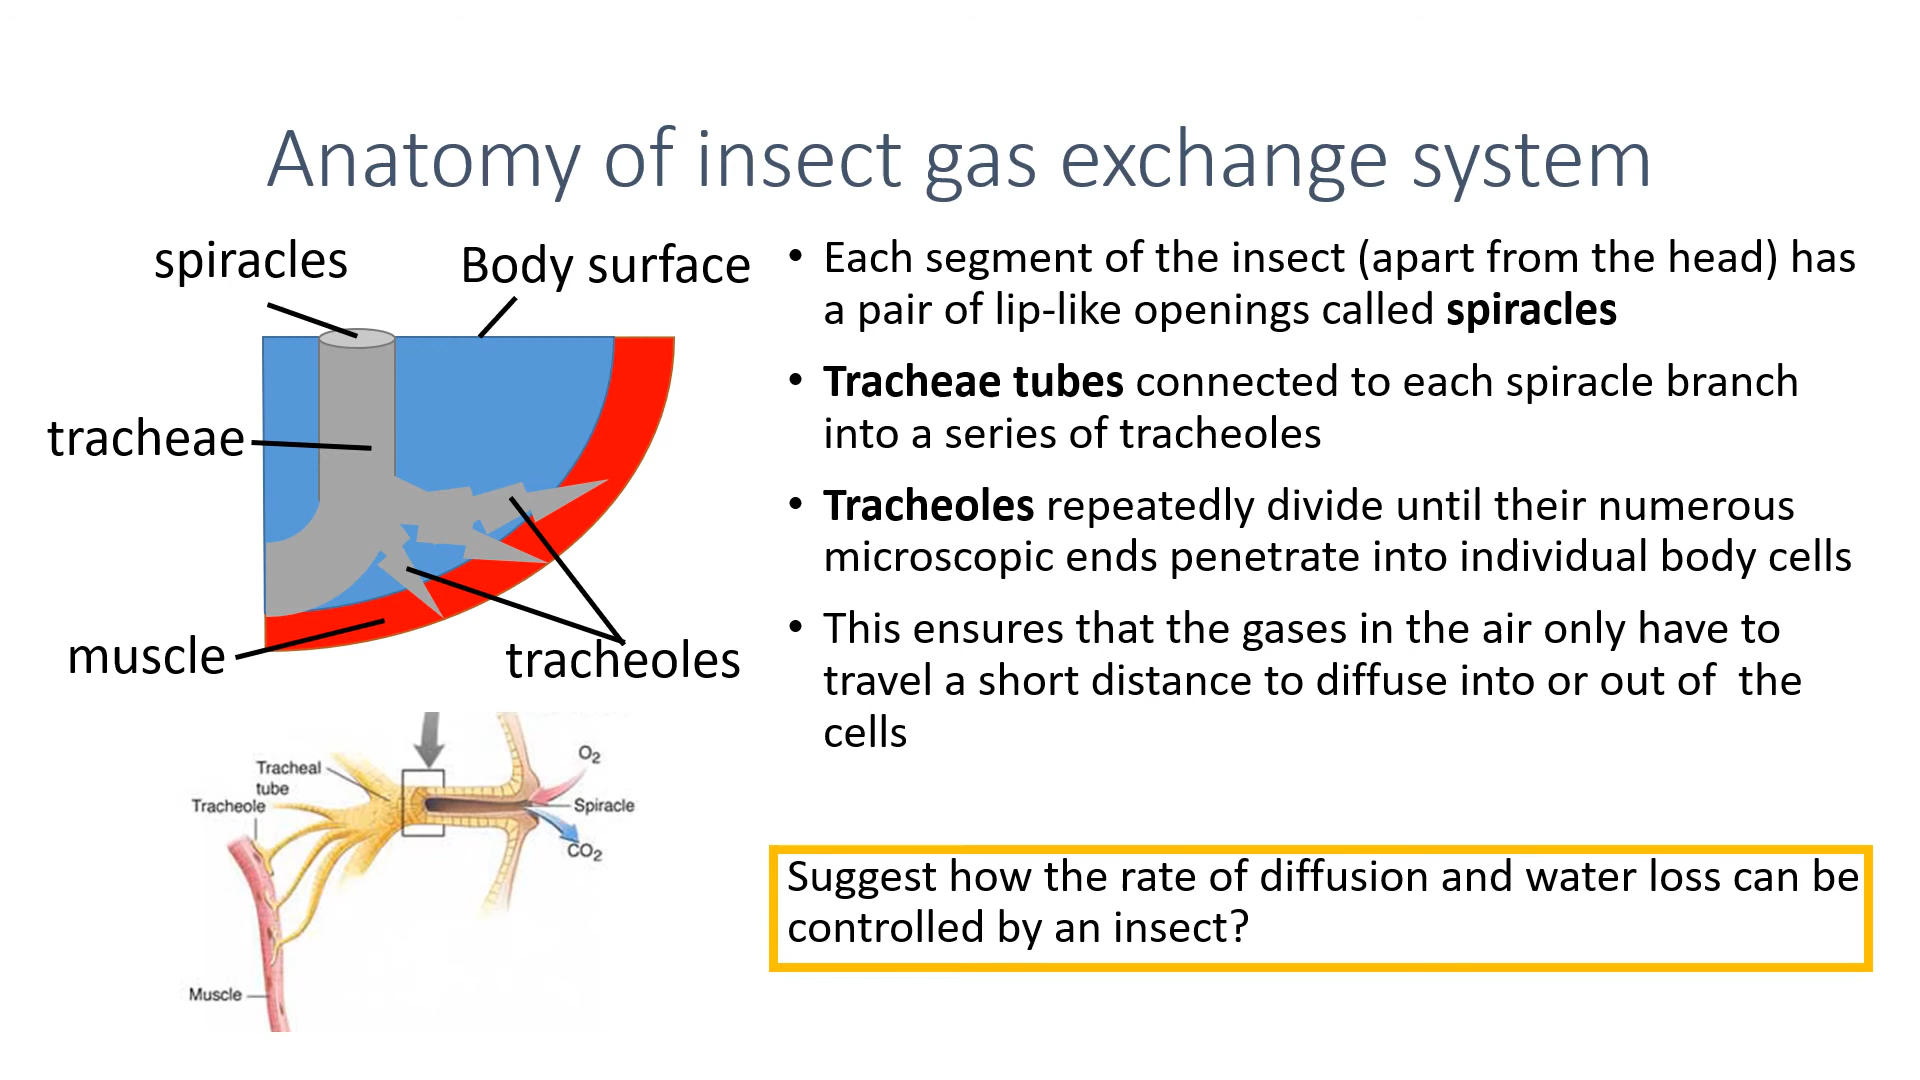 Anatomy of insect gas exchange system
spiracles
Body surface
tracheae
muscle
tracheoles
• Each segment of the insect (apart from the head) has
a pair of lip-like openings called spiracles
• Tracheae tubes connected to each spiracle branch
into a series of tracheoles
• Tracheoles repeatedly divide until their numerous
microscopic ends penetrate into individual body cells
• This ensures that the gases in the air only have to
travel a short distance to diffuse into or out of  the
cells
Tracheal
tube
Tracheole
O2
Spiracle
CO2
Muscle
Suggest how the rate of diffusion and water loss can be
controlled by an insect?